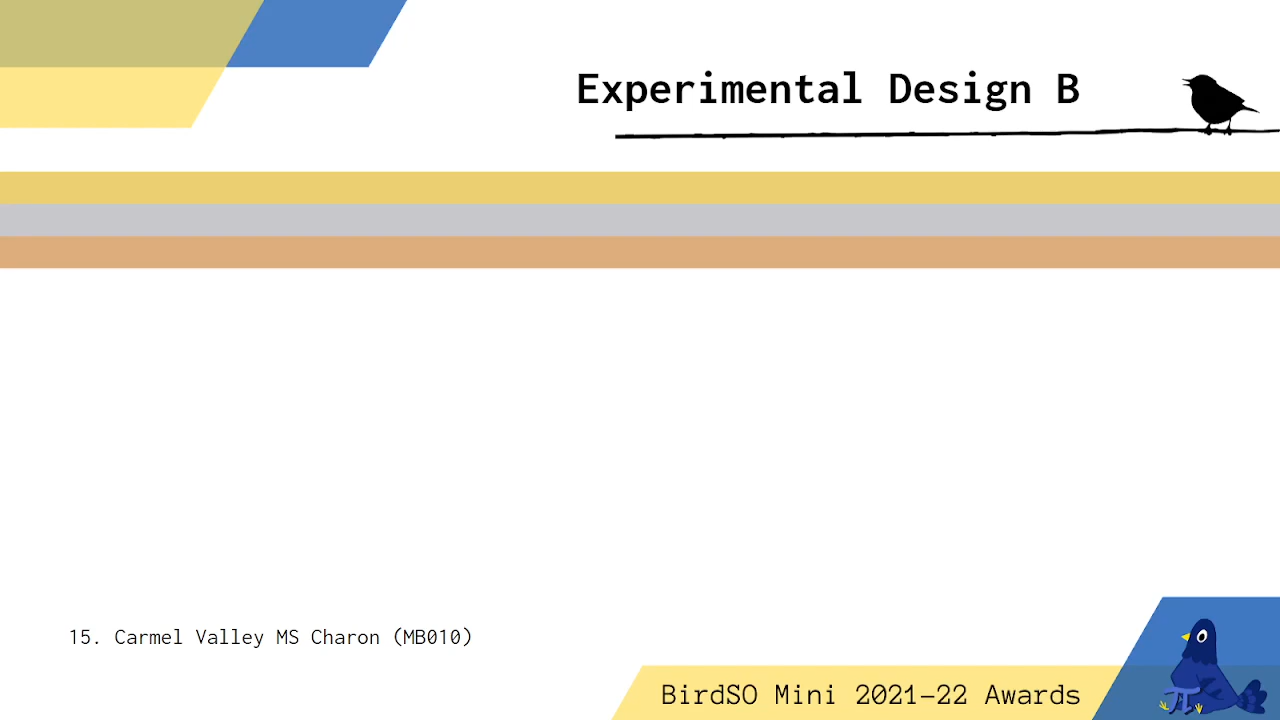 Experimental Design B
15. Carmel Valley MS Charon (MB010)
BirdSO Mini 2021-22 Awards